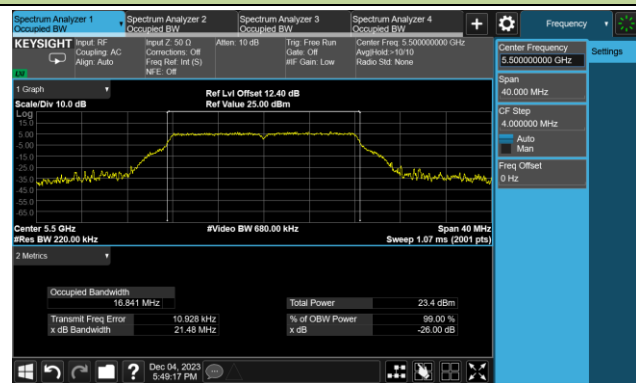 Spectrum Analyzer 1
Occupied BW
Spectrum Analyzer 2
Occupied BW
Spectrum Analyzer 3
Occupied BW
Spectrum Analyzer 4
Occupied BW
+
Frequency
KEYSIGHT
Input: RF
Coupling: AC
Align: Auto
Input Z: 50 Ω
Corrections: Off
Freq Ref: Int (S)
NFE: Off
Atten: 10 dB
Trig: Free Run
Gate: Off
#IF Gain: Low
Center Freq: 5.500000000 GHz
Avg|Hold:>10/10
Radio Std: None
Center Frequency
5.500000000 GHz
Settings
Span
40.000 MHz
CF Step
4.000000 MHz
Auto
Man
Freq Offset
0 Hz
1 Graph
Scale/Div 10.0 dB
Ref Lvl Offset 12.40 dB
Ref Value 25.00 dBm
Log
15.0
5.00
-5.00
-15.0
-25.0
-35.0
-45.0
-55.0
-65.0
Center 5.5 GHz
#Res BW 220.00 kHz
#Video BW 680.00 kHz
Span 40 MHz
Sweep 1.07 ms (2001 pts)
2 Metrics
Occupied Bandwidth
16.841 MHz
Total Power 23.4 dBm
Transmit Freq Error 10.928 kHz
% of OBW Power 99.00 %
x dB Bandwidth 21.48 MHz
x dB -26.00 dB
?
Dec 04, 2023
5:49:17 PM